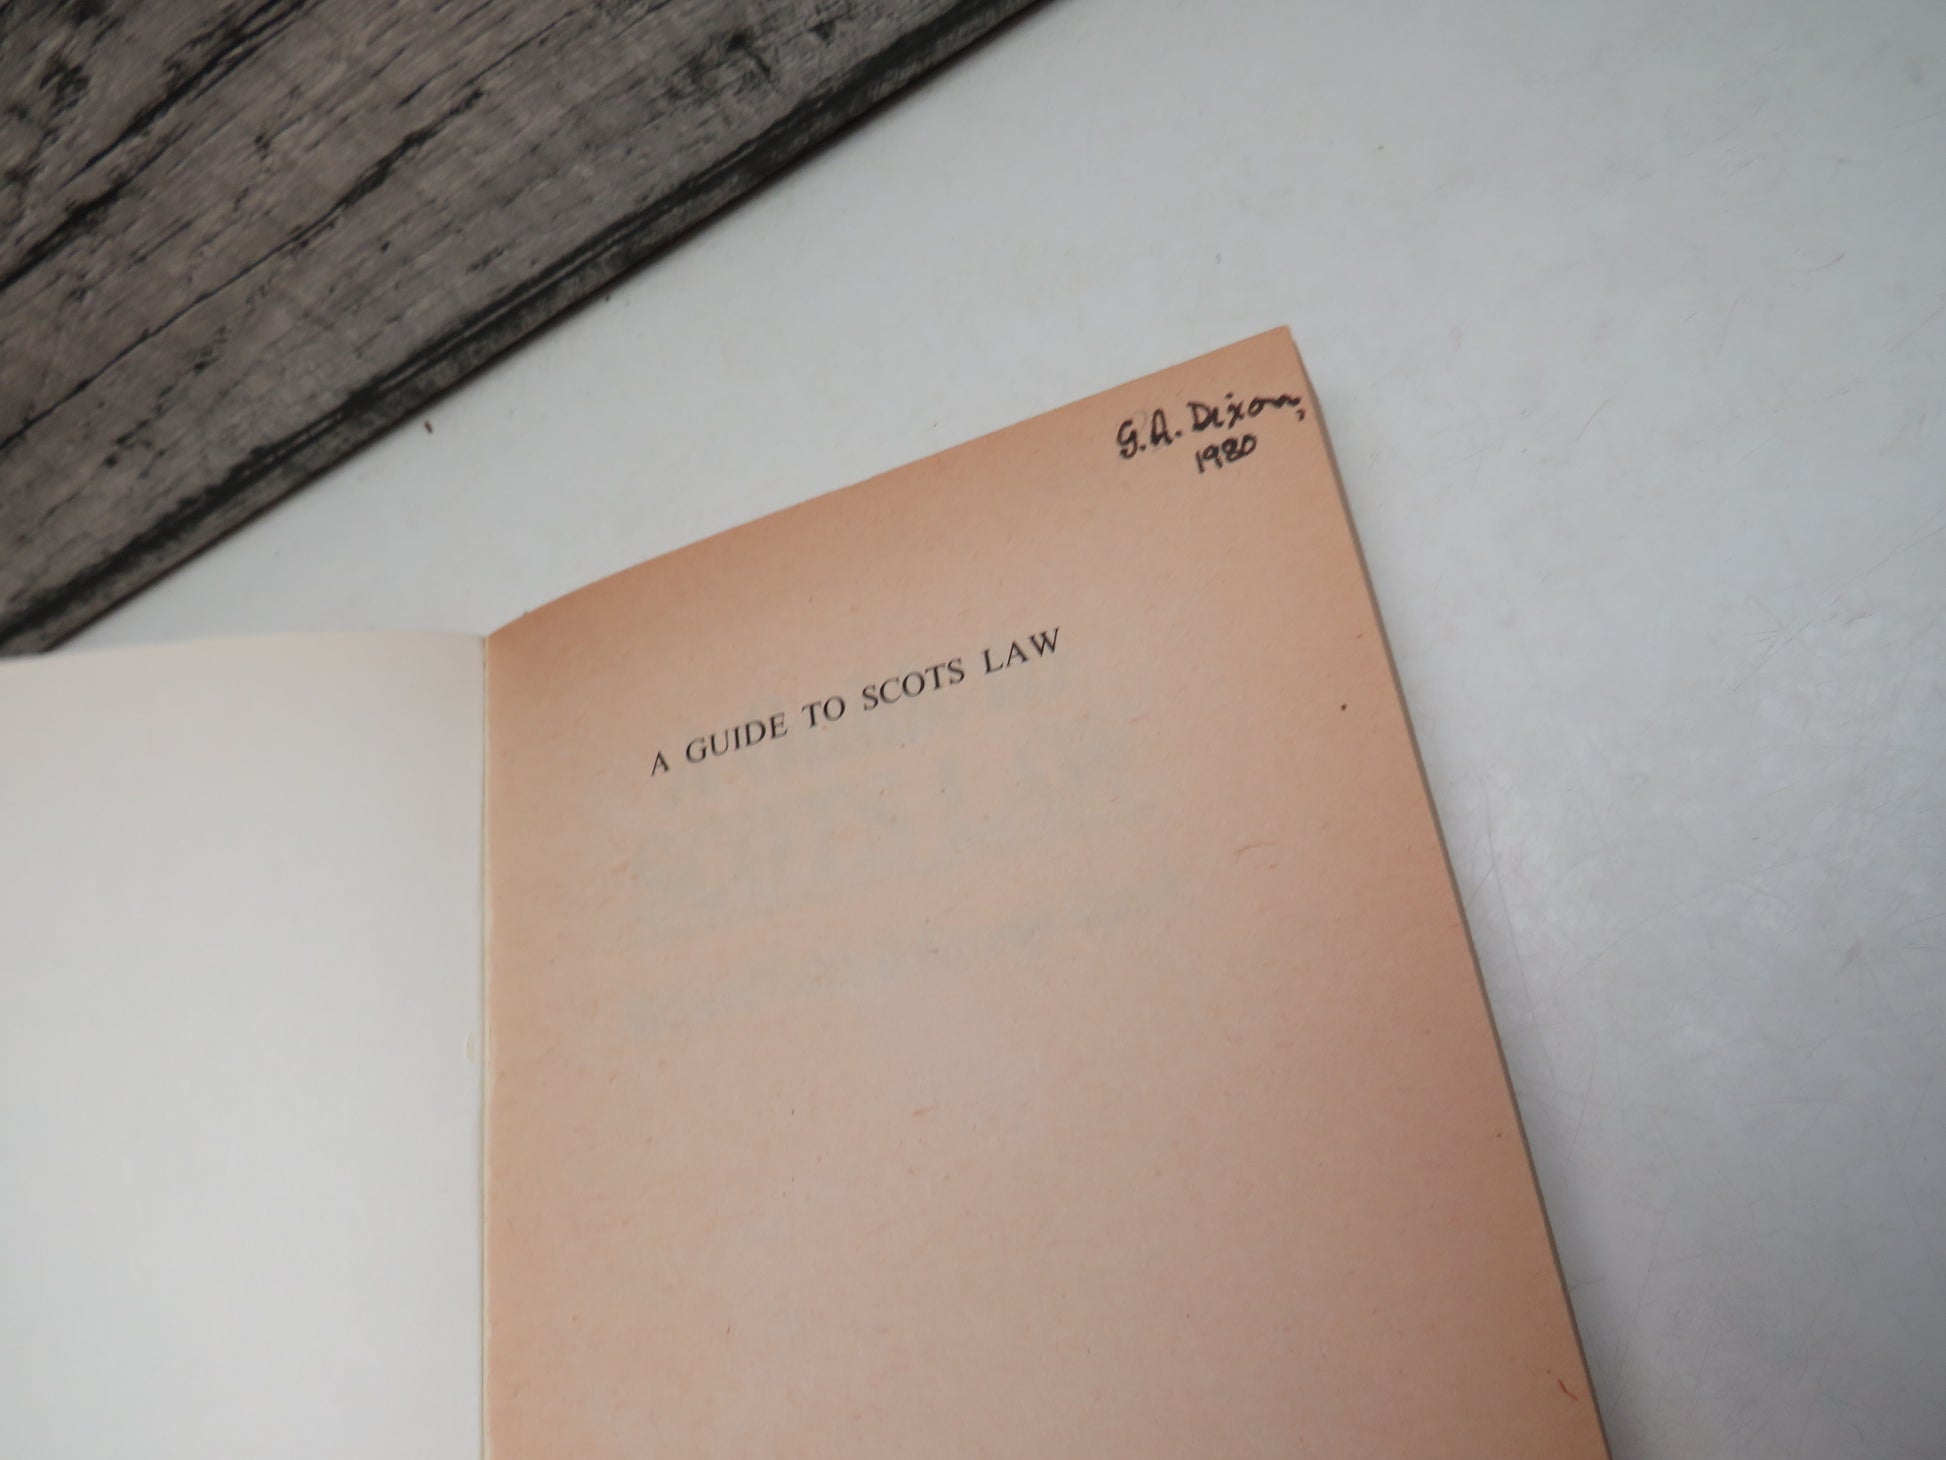 G.A. Dixon,
1980
A GUIDE TO SCOTS LAW